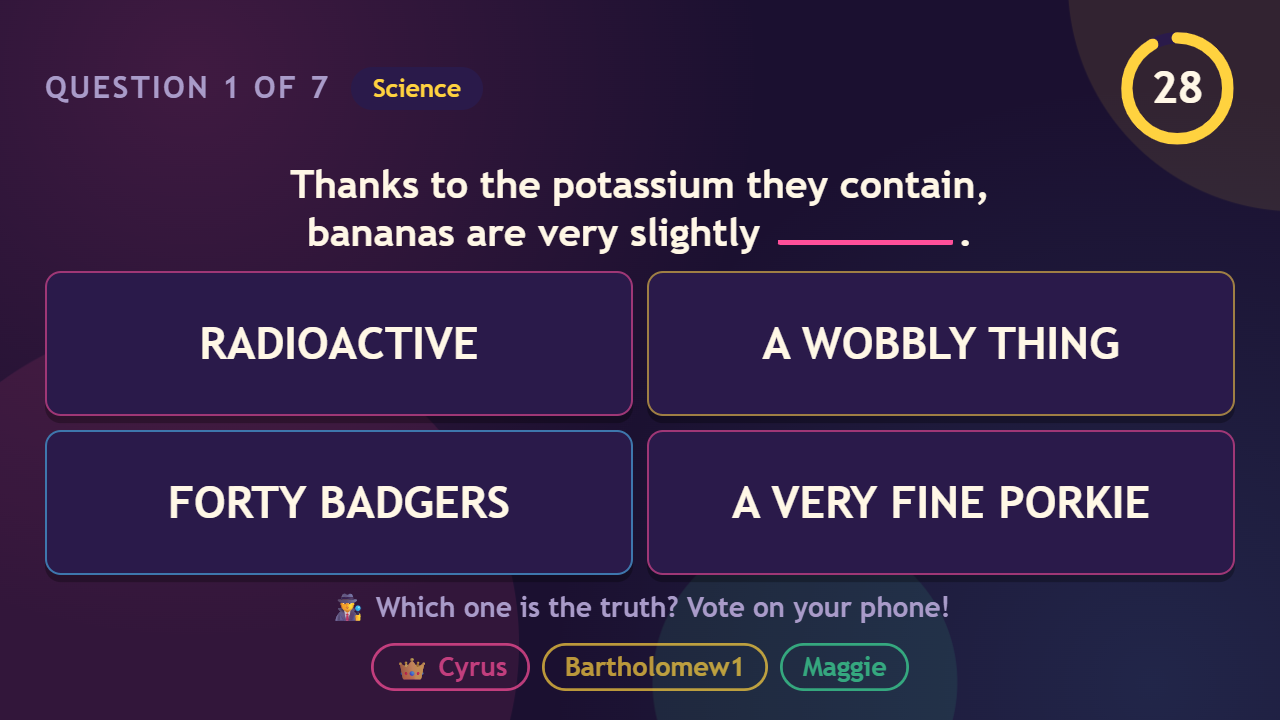 QUESTION 1 OF 7
Science
28
Thanks to the potassium they contain,
bananas are very slightly ________.
RADIOACTIVE
A WOBBLY THING
FORTY BADGERS
A VERY FINE PORKIE
Which one is the truth? Vote on your phone!
Cyrus
Bartholomew1
Maggie